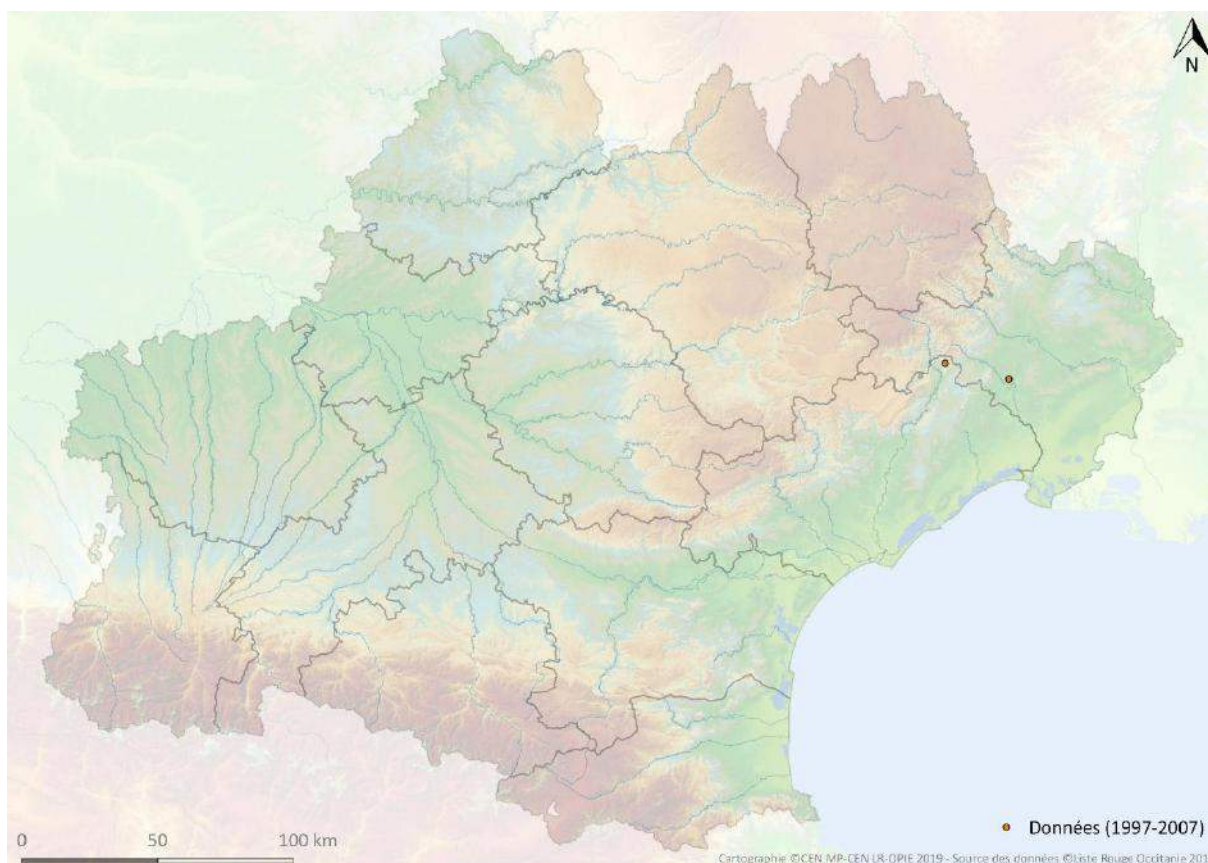 N
0 50 100 km
Données (1997-2007)
Cartographie ©CEN MP-CEN LR-OPIE 2019 - Source des données ©Liste Rouge Occitanie 201